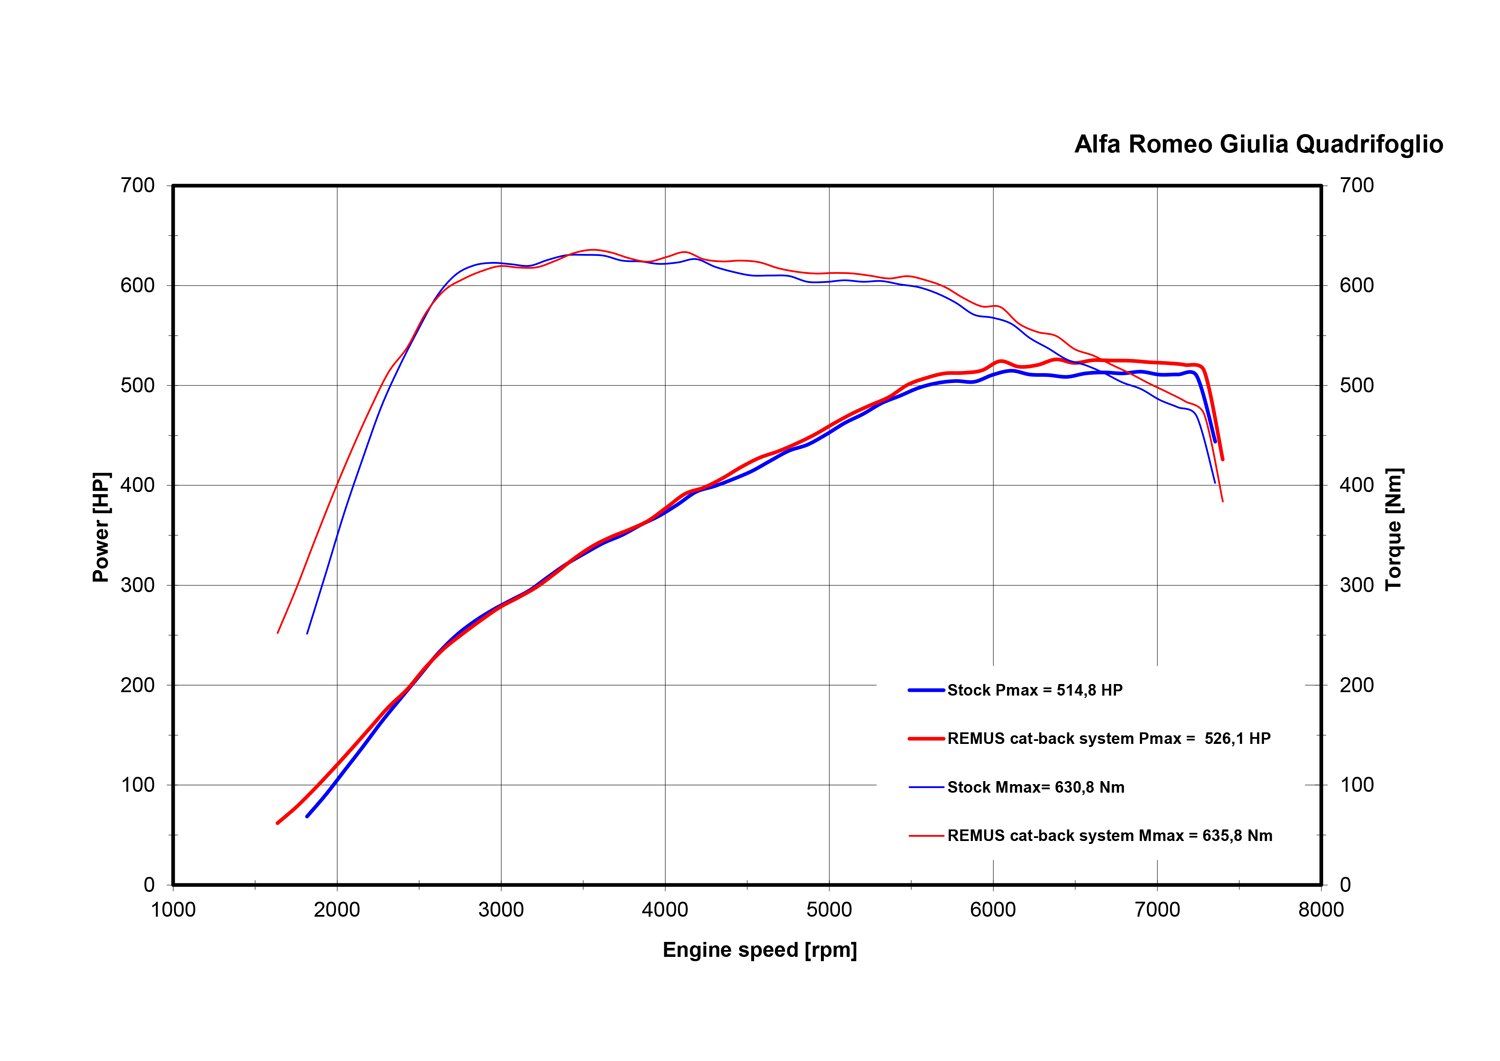 Alfa Romeo Giulia Quadrifoglio
700
600
500
400
300
200
100
0
Power [HP]
700
600
500
400
300
200
100
0
Torque [Nm]
Stock Pmax = 514,8 HP
REMUS cat-back system Pmax =  526,1 HP
Stock Mmax= 630,8 Nm
REMUS cat-back system Mmax = 635,8 Nm
1000 2000 3000 4000 5000 6000 7000 8000
Engine speed [rpm]